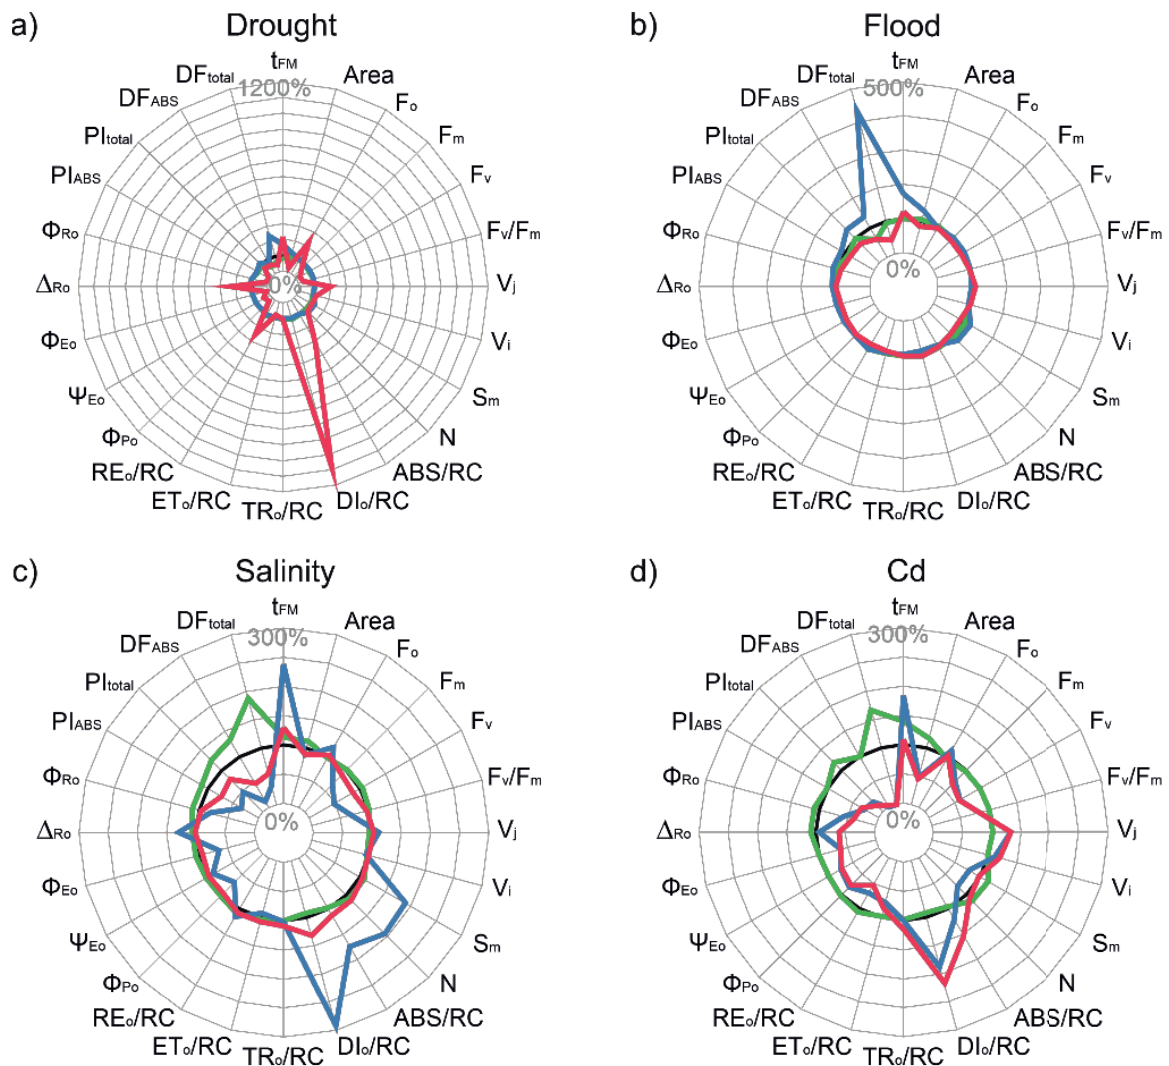 a) Drought
tFM
1200%
Area
Fo
Fm
Fv
Fv/Fm
Vj
Vi
Sm
N
ABS/RC
DIo/RC
TRo/RC
ETo/RC
REo/RC
ΦPo
ΨEo
ΦEo
ΔRo
ΦRo
PIABS
PItotal
DFABS
DFtotal
0%
b) Flood
tFM
500%
Area
Fo
Fm
Fv
Fv/Fm
Vj
Vi
Sm
N
ABS/RC
DIo/RC
TRo/RC
ETo/RC
REo/RC
ΦPo
ΨEo
ΦEo
ΔRo
ΦRo
PIABS
PItotal
DFABS
DFtotal
0%
c) Salinity
tFM
300%
Area
Fo
Fm
Fv
Fv/Fm
Vj
Vi
Sm
N
ABS/RC
DIo/RC
TRo/RC
ETo/RC
REo/RC
ΦPo
ΨEo
ΦEo
ΔRo
ΦRo
PIABS
PItotal
DFABS
DFtotal
0%
d) Cd
tFM
300%
Area
Fo
Fm
Fv
Fv/Fm
Vj
Vi
Sm
N
ABS/RC
DIo/RC
TRo/RC
ETo/RC
REo/RC
ΦPo
ΨEo
ΦEo
ΔRo
ΦRo
PIABS
PItotal
DFABS
DFtotal
0%